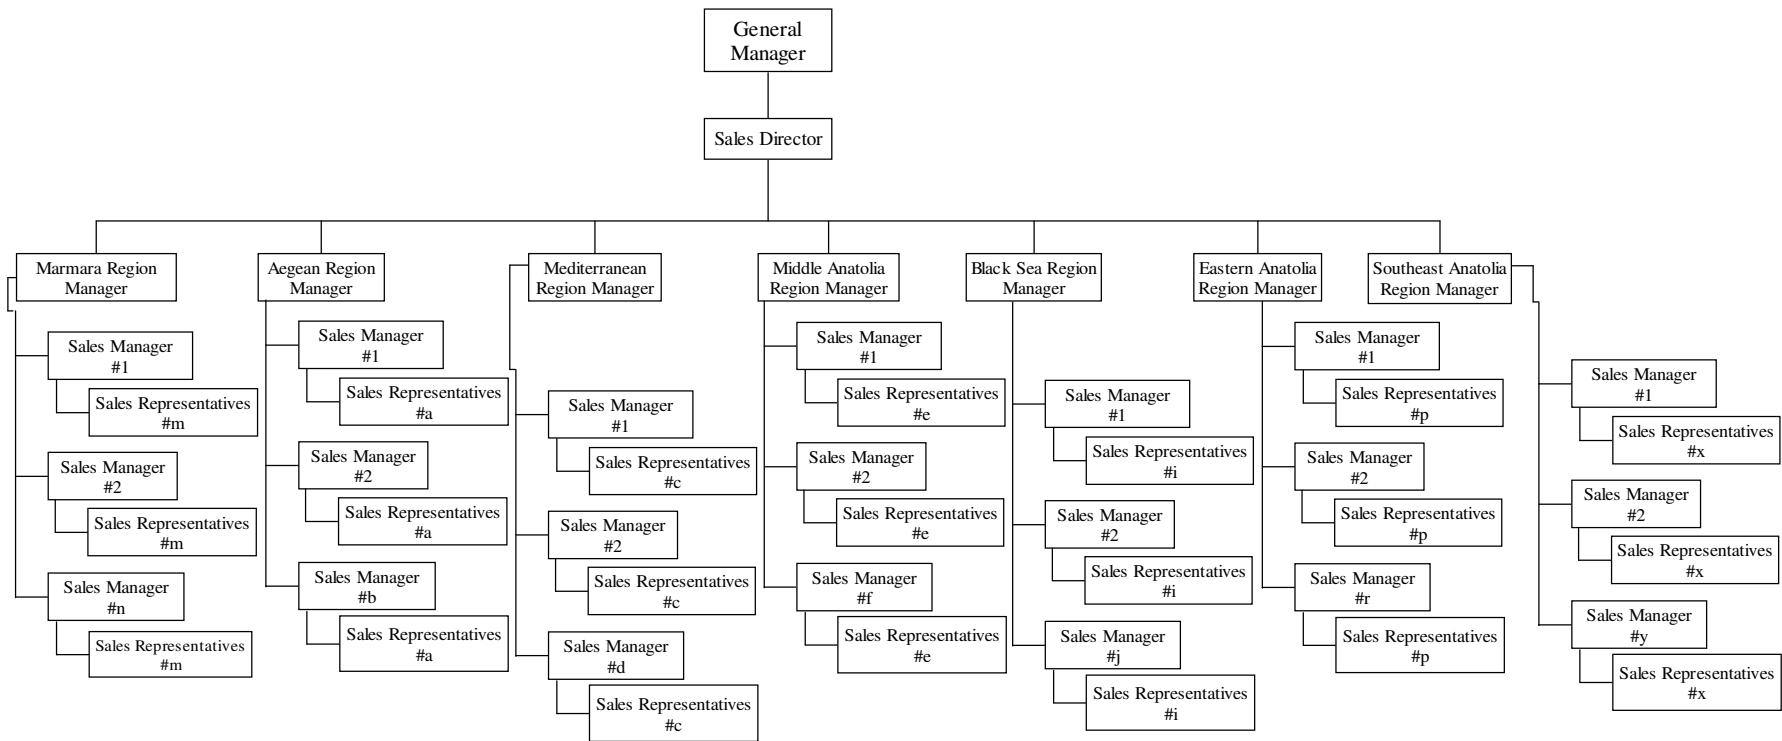 General
Manager
Sales Director
Marmara Region
Manager
Aegean Region
Manager
Mediterranean
Region Manager
Middle Anatolia
Region Manager
Black Sea Region
Manager
Eastern Anatolia
Region Manager
Southeast Anatolia
Region Manager
Sales Manager
#1
Sales Representatives
#m
Sales Manager
#2
Sales Representatives
#m
Sales Manager
#n
Sales Representatives
#m
Sales Manager
#1
Sales Representatives
#a
Sales Manager
#2
Sales Representatives
#a
Sales Manager
#b
Sales Representatives
#a
Sales Manager
#1
Sales Representatives
#c
Sales Manager
#2
Sales Representatives
#c
Sales Manager
#d
Sales Representatives
#c
Sales Manager
#1
Sales Representatives
#e
Sales Manager
#2
Sales Representatives
#e
Sales Manager
#f
Sales Representatives
#e
Sales Manager
#1
Sales Representatives
#i
Sales Manager
#2
Sales Representatives
#i
Sales Manager
#j
Sales Representatives
#i
Sales Manager
#1
Sales Representatives
#p
Sales Manager
#2
Sales Representatives
#p
Sales Manager
#r
Sales Representatives
#p
Sales Manager
#1
Sales Representatives
#x
Sales Manager
#2
Sales Representatives
#x
Sales Manager
#y
Sales Representatives
#x